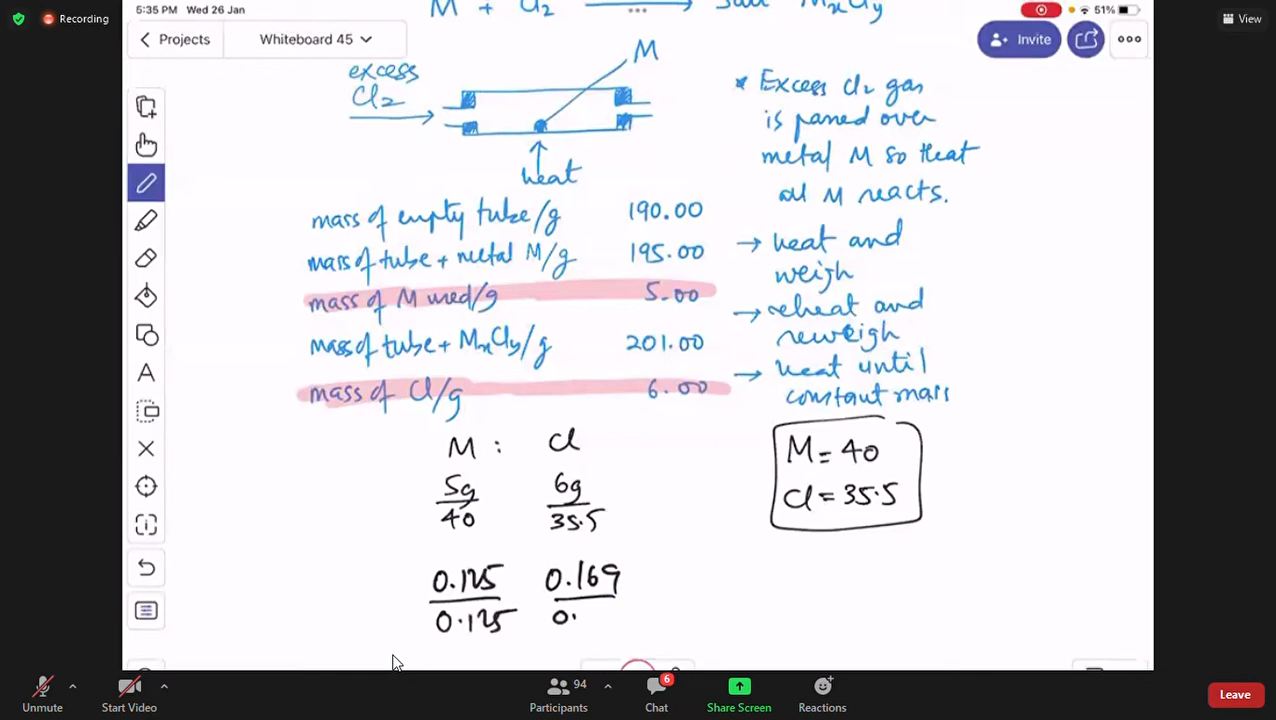 Recording
5:35 PM Wed 26 Jan
51%
View
M + Cl2 → salt MxCly
Projects
Whiteboard 45
Invite
excess
Cl2
M
heat
* Excess Cl2 gas
is passed over
metal M so that
all M reacts.
mass of empty tube/g 190.00
mass of tube + metal M/g 195.00
mass of M used/g 5.00
mass of tube + MxCly/g 201.00
mass of Cl/g 6.00
→ heat and
weigh
→ reheat and
reweigh
→ heat until
constant mass
M : Cl
5g 6g
40 35.5
0.125 0.169
0.125 0.
M = 40
Cl = 35.5
A
Unmute
Start Video
94
Participants
6
Chat
Share Screen
Reactions
Leave